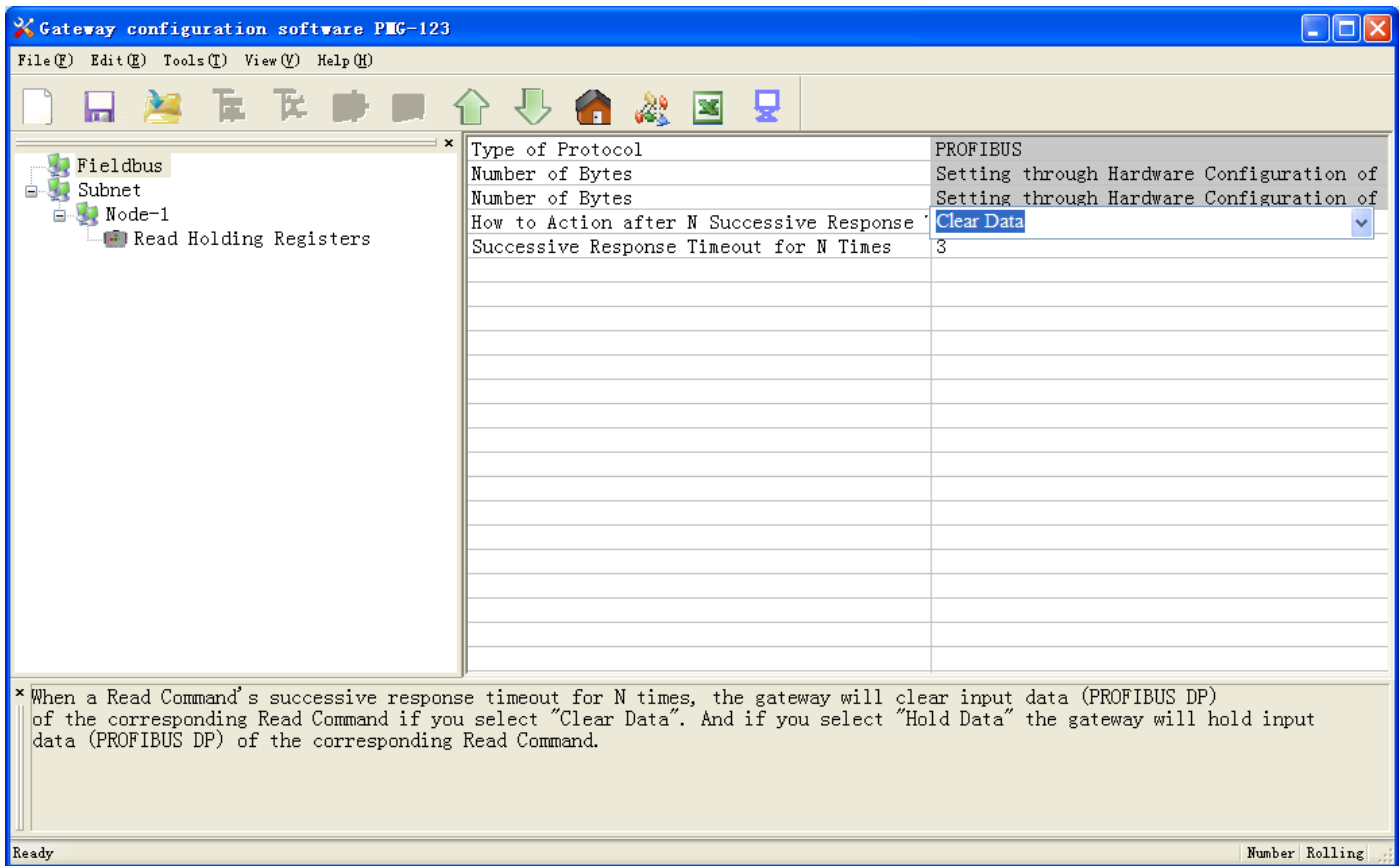 Gateway configuration software PMG-123
File(F) Edit(E) Tools(T) View(V) Help(H)
Fieldbus
Subnet
Node-1
Read Holding Registers
Type of Protocol PROFIBUS
Number of Bytes Setting through Hardware Configuration of
Number of Bytes Setting through Hardware Configuration of
How to Action after N Successive Response Clear Data
Successive Response Timeout for N Times 3
When a Read Command's successive response timeout for N times, the gateway will clear input data (PROFIBUS DP)
of the corresponding Read Command if you select "Clear Data". And if you select "Hold Data" the gateway will hold input
data (PROFIBUS DP) of the corresponding Read Command.
Ready Number Rolling